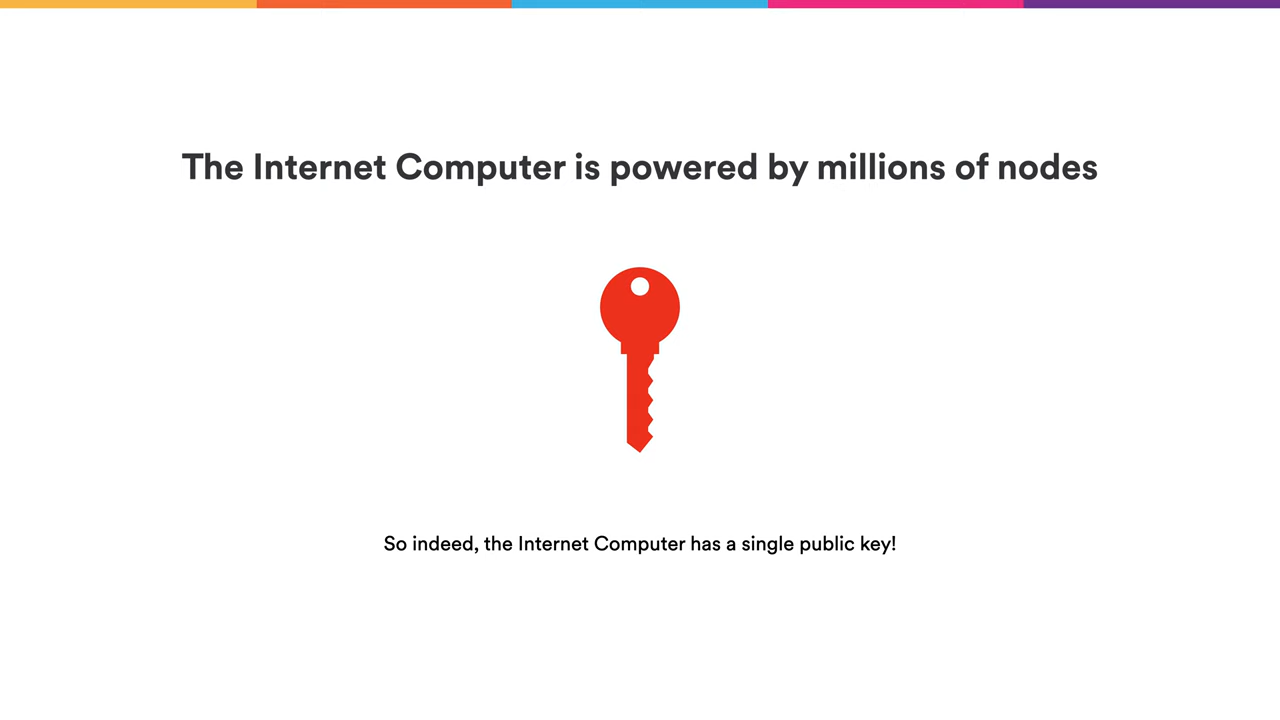 The Internet Computer is powered by millions of nodes
So indeed, the Internet Computer has a single public key!